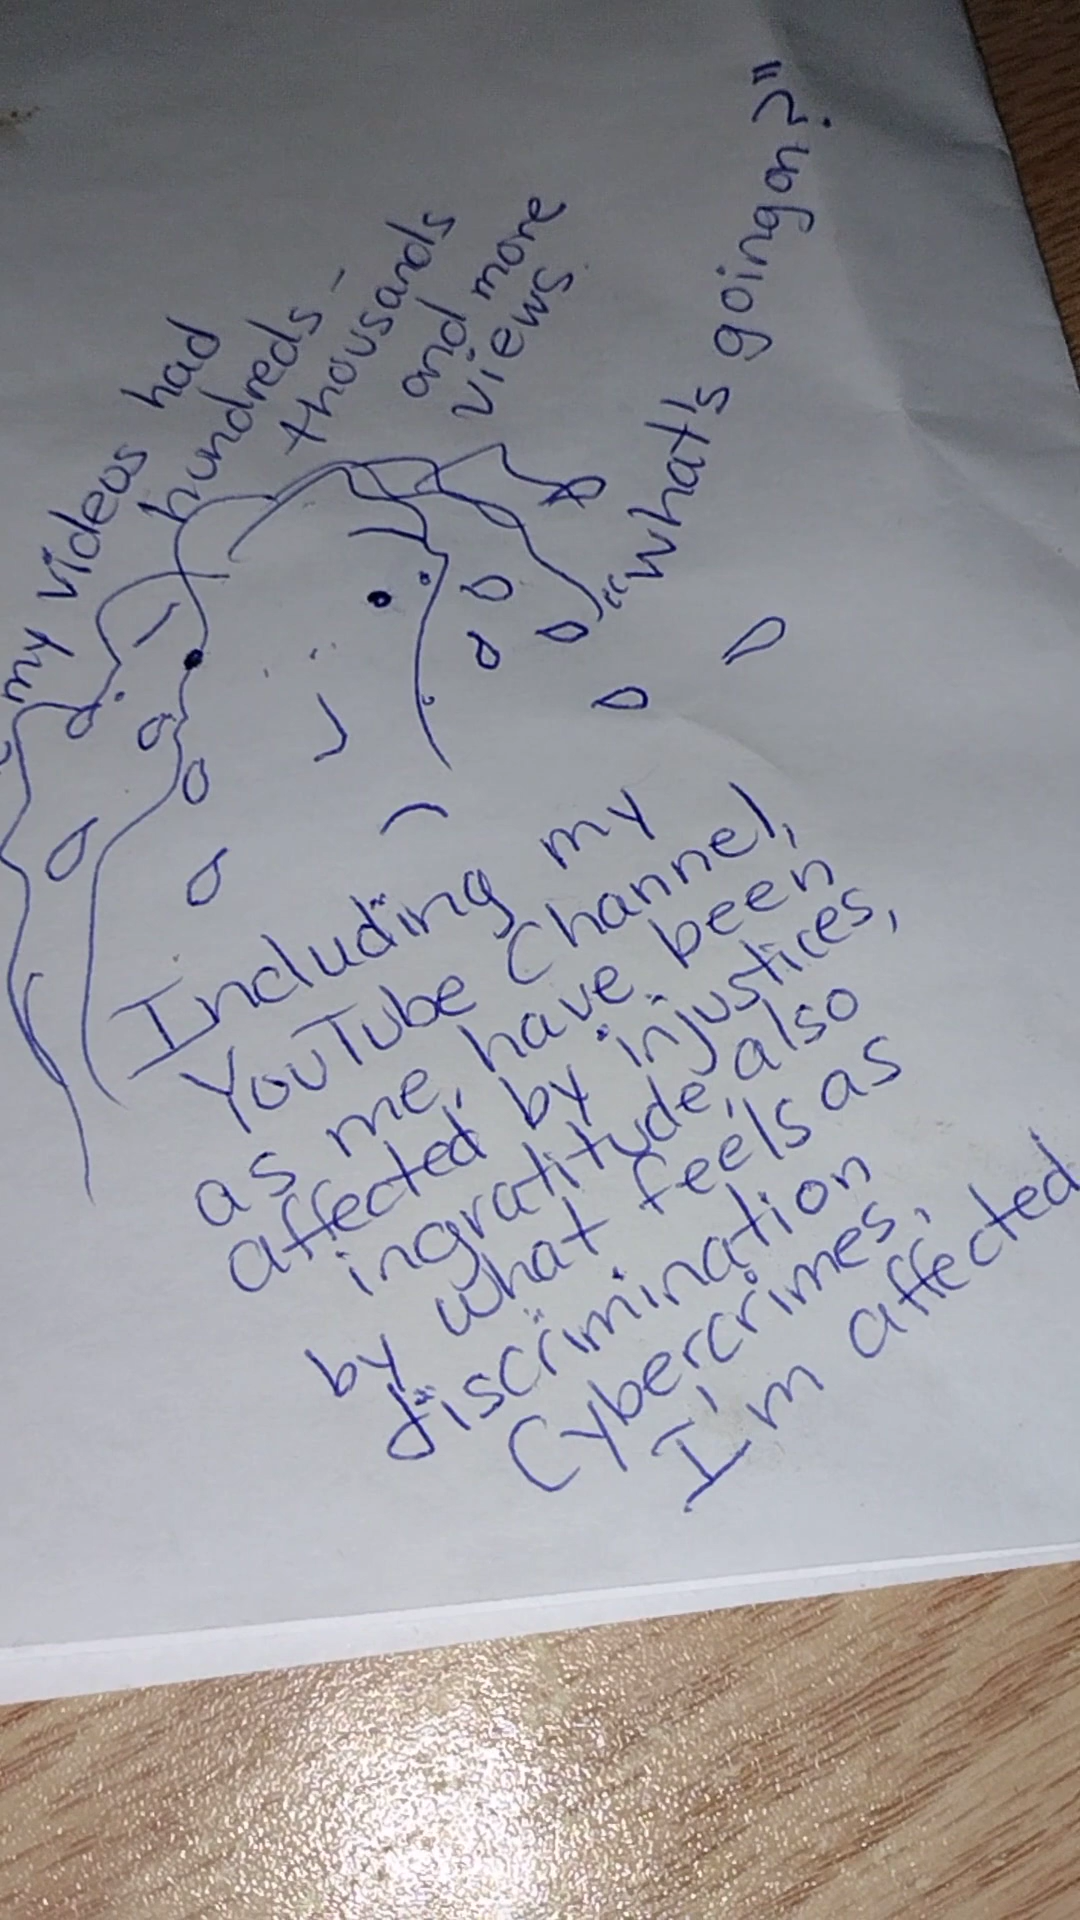 my videos had
hundreds -
thousands
and more
views
"what's going on?"
Including my
YouTube Channel,
as me, have been
affected by injustices,
ingratitude, also
by what feels as
discrimination
Cybercrimes,
I'm affected